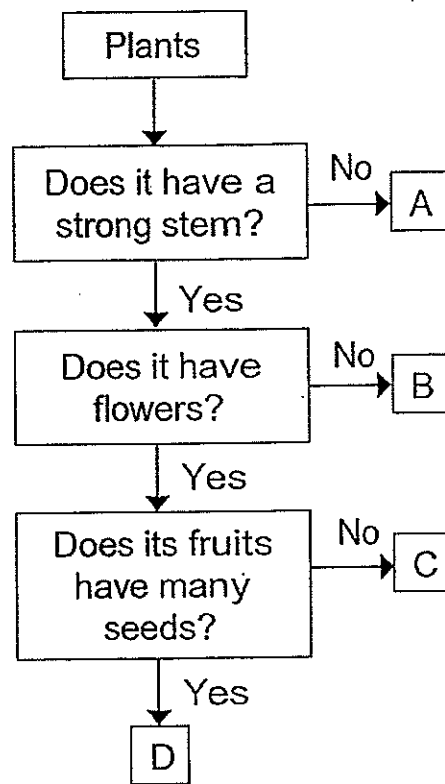 Plants
Does it have a
strong stem?
No
A
Yes
Does it have
flowers?
No
B
Yes
Does its fruits
have many
seeds?
No
C
Yes
D